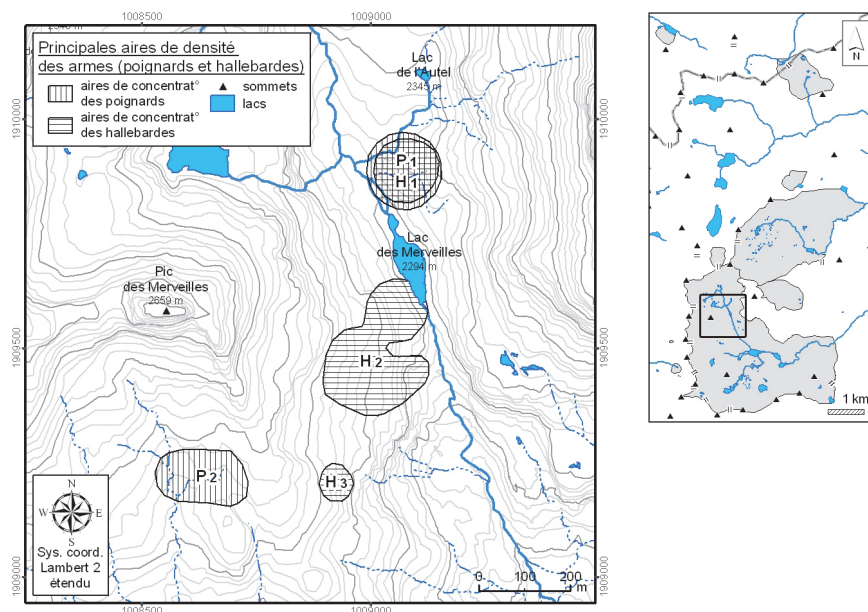 1008500
1009000
Principales aires de densité
des armes (poignards et hallebardes)
aires de concentrat°
des poignards
aires de concentrat°
des hallebardes
sommets
lacs
Lac
de l'Autel
2345 m
1910000
1910000
P1
H1
Lac
des Merveilles
2294 m
Pic
des Merveilles
2659 m
1909500
1909500
H2
P2
H3
N
W
E
S
Sys. coord.
Lambert 2
étendu
0
100
200
m
1909000
1909000
1008500
1009000
N
1 km